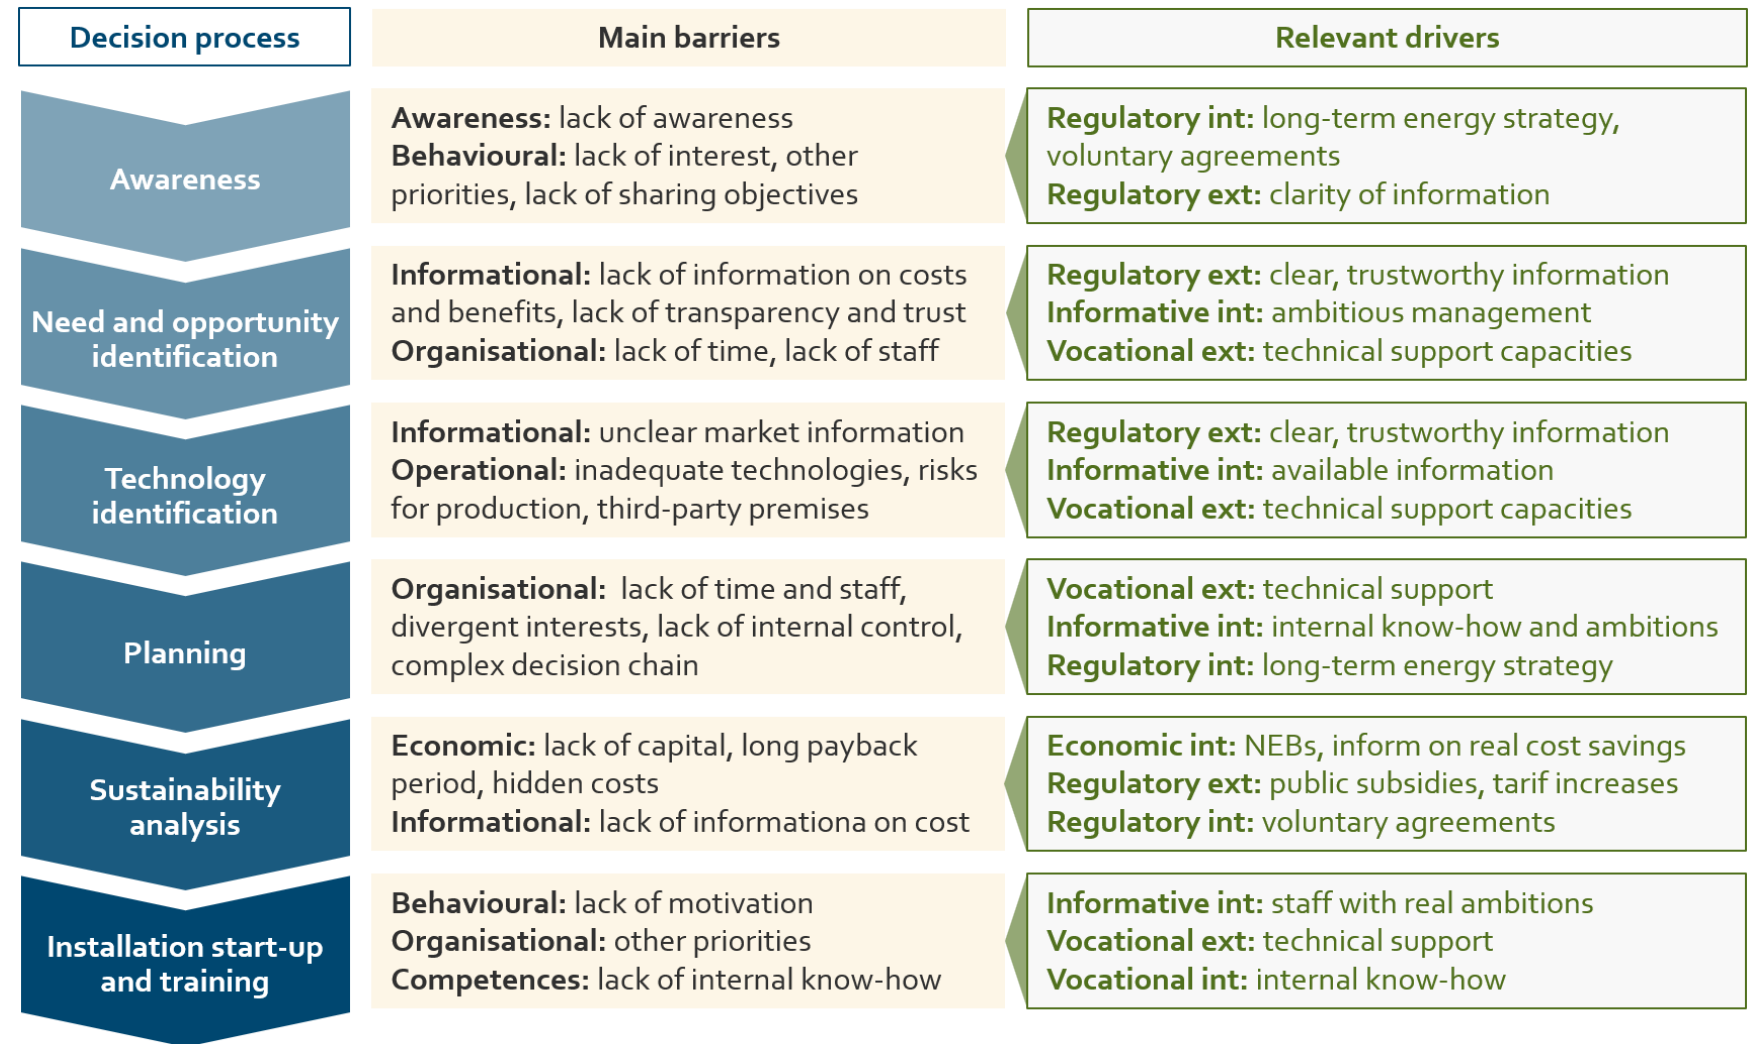 Decision process
Main barriers
Relevant drivers
Awareness
Awareness: lack of awareness
Behavioural: lack of interest, other
priorities, lack of sharing objectives
Regulatory int: long-term energy strategy,
voluntary agreements
Regulatory ext: clarity of information
Need and opportunity
identification
Informational: lack of information on costs
and benefits, lack of transparency and trust
Organisational: lack of time, lack of staff
Regulatory ext: clear, trustworthy information
Informative int: ambitious management
Vocational ext: technical support capacities
Technology
identification
Informational: unclear market information
Operational: inadequate technologies, risks
for production, third-party premises
Regulatory ext: clear, trustworthy information
Informative int: available information
Vocational ext: technical support capacities
Planning
Organisational: lack of time and staff,
divergent interests, lack of internal control,
complex decision chain
Vocational ext: technical support
Informative int: internal know-how and ambitions
Regulatory int: long-term energy strategy
Sustainability
analysis
Economic: lack of capital, long payback
period, hidden costs
Informational: lack of informationa on cost
Economic int: NEBs, inform on real cost savings
Regulatory ext: public subsidies, tarif increases
Regulatory int: voluntary agreements
Installation start-up
and training
Behavioural: lack of motivation
Organisational: other priorities
Competences: lack of internal know-how
Informative int: staff with real ambitions
Vocational ext: technical support
Vocational int: internal know-how